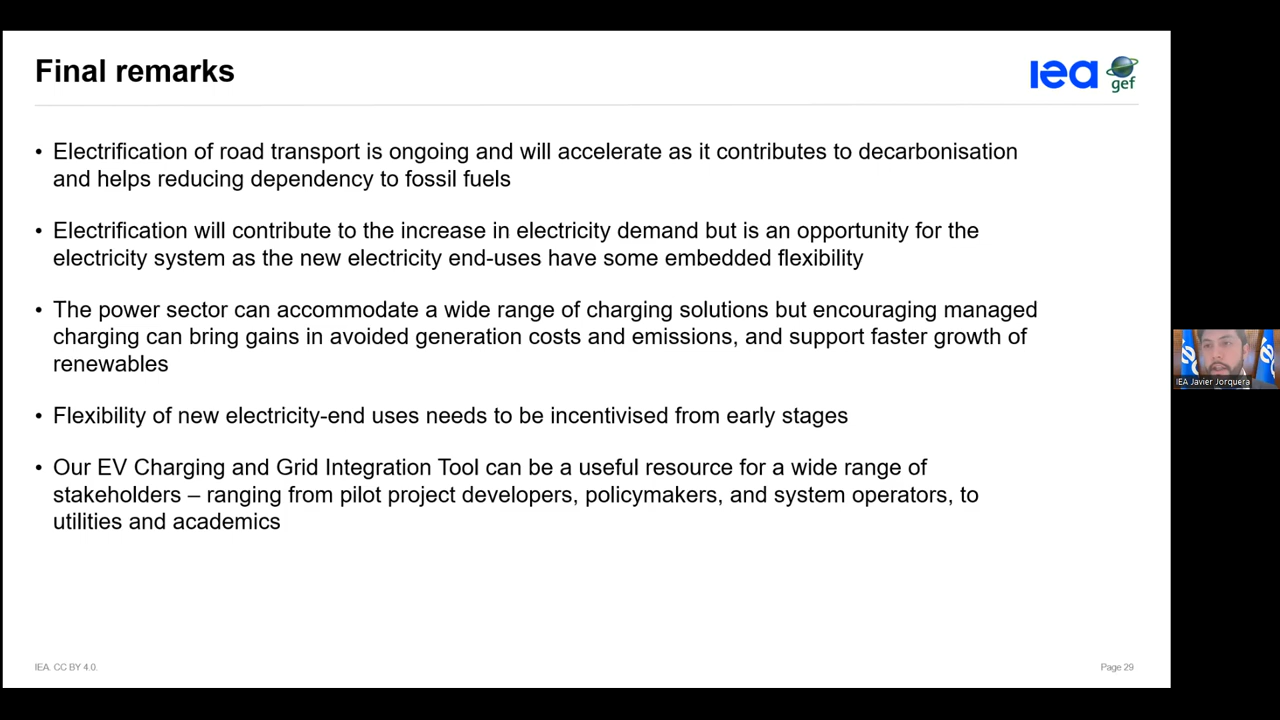 Final remarks
iea
gef
• Electrification of road transport is ongoing and will accelerate as it contributes to decarbonisation
and helps reducing dependency to fossil fuels
• Electrification will contribute to the increase in electricity demand but is an opportunity for the
electricity system as the new electricity end-uses have some embedded flexibility
• The power sector can accommodate a wide range of charging solutions but encouraging managed
charging can bring gains in avoided generation costs and emissions, and support faster growth of
renewables
• Flexibility of new electricity-end uses needs to be incentivised from early stages
• Our EV Charging and Grid Integration Tool can be a useful resource for a wide range of
stakeholders – ranging from pilot project developers, policymakers, and system operators, to
utilities and academics
IEA Javier Jorquera
IEA. CC BY 4.0.
Page 29